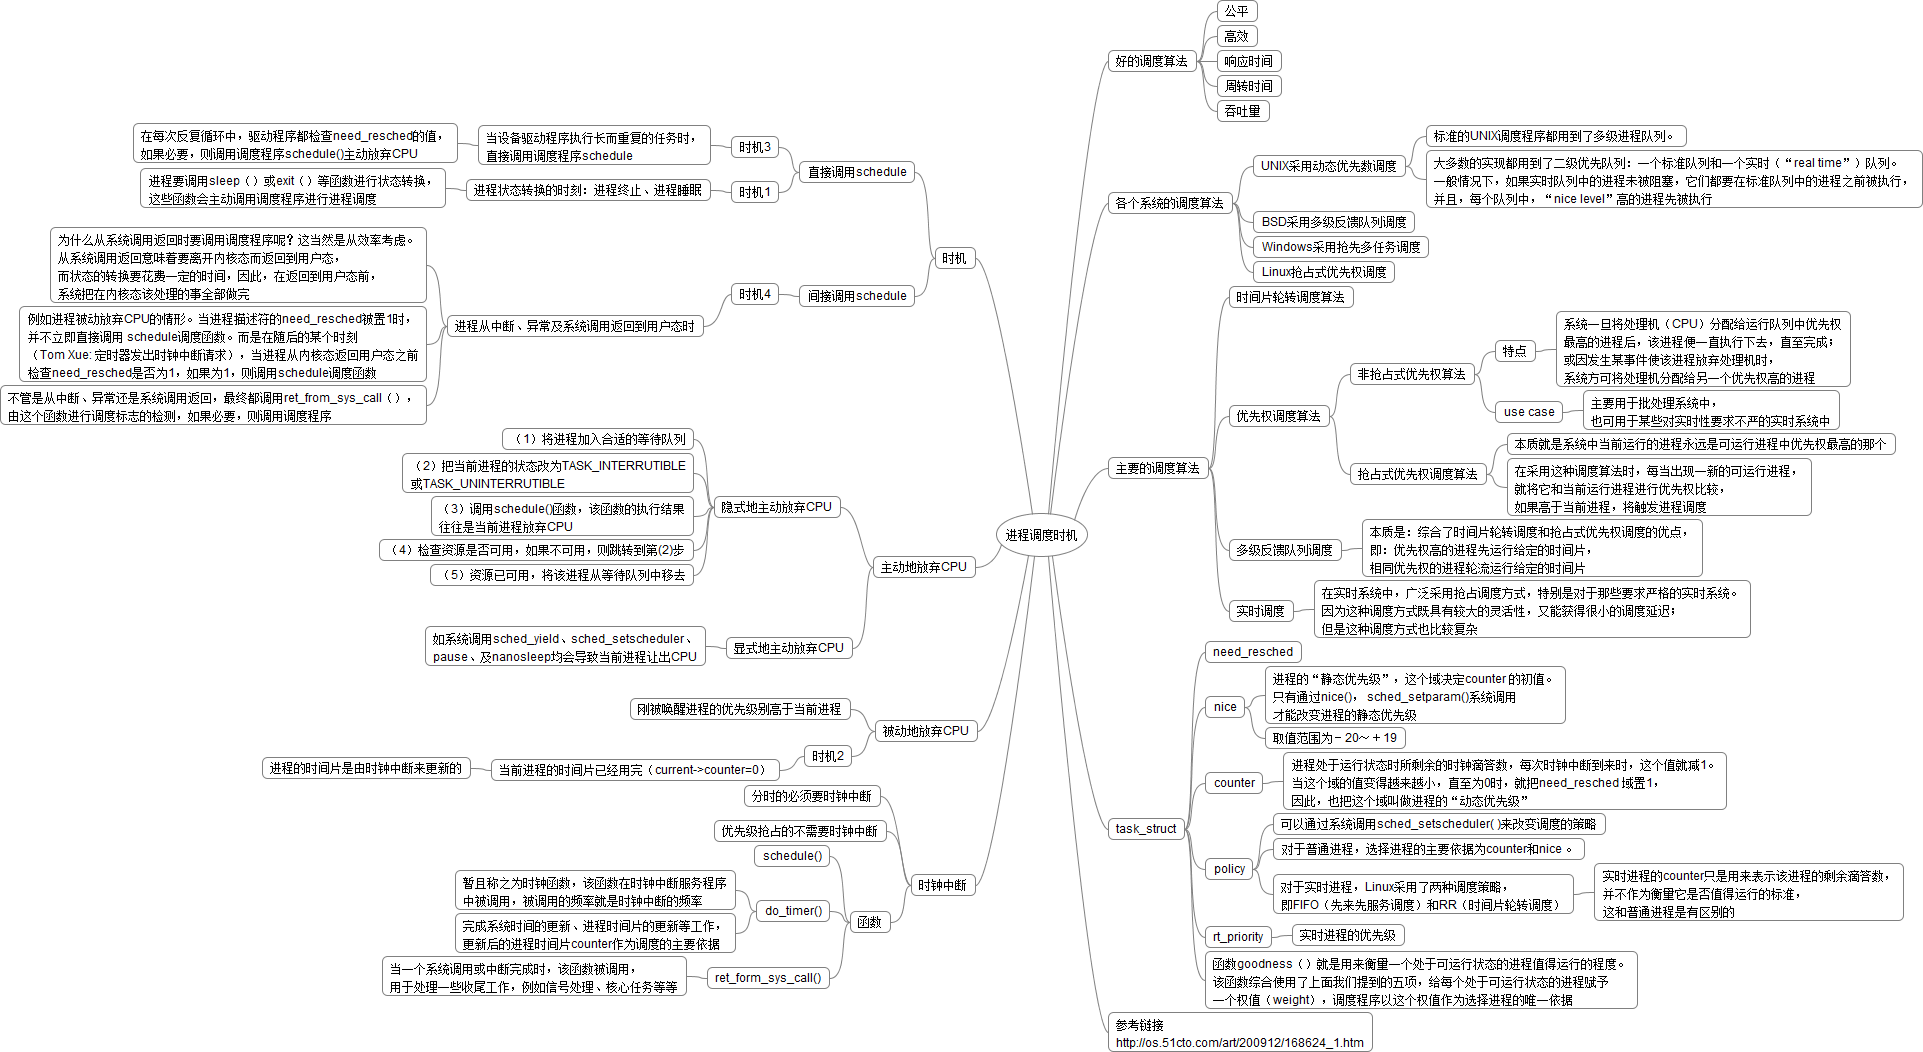 进程调度时机
好的调度算法
公平
高效
响应时间
周转时间
吞吐量
各个系统的调度算法
UNIX采用动态优先数调度
标准的UNIX调度程序都用到了多级进程队列。
大多数的实现都用到了二级优先队列：一个标准队列和一个实时（“real time”）队列。
一般情况下，如果实时队列中的进程未被阻塞，它们都要在标准队列中的进程之前被执行，
并且，每个队列中，“nice level”高的进程先被执行
BSD采用多级反馈队列调度
Windows采用抢先多任务调度
Linux抢占式优先权调度
主要的调度算法
时间片轮转调度算法
优先权调度算法
非抢占式优先权算法
特点
系统一旦将处理机（CPU）分配给运行队列中优先权
最高的进程后，该进程便一直执行下去，直至完成；
或因发生某事件使该进程放弃处理机时，
系统方可将处理机分配给另一个优先权高的进程
use case
主要用于批处理系统中，
也可用于某些对实时性要求不严的实时系统中
抢占式优先权调度算法
本质就是系统中当前运行的进程永远是可运行进程中优先权最高的那个
在采用这种调度算法时，每当出现一新的可运行进程，
就将它和当前运行进程进行优先权比较，
如果高于当前进程，将触发进程调度
多级反馈队列调度
本质是：综合了时间片轮转调度和抢占式优先权调度的优点，
即：优先权高的进程先运行给定的时间片，
相同优先权的进程轮流运行给定的时间片
实时调度
在实时系统中，广泛采用抢占调度方式，特别是对于那些要求严格的实时系统。
因为这种调度方式既具有较大的灵活性，又能获得很小的调度延迟；
但是这种调度方式也比较复杂
task_struct
need_resched
nice
进程的“静态优先级”，这个域决定counter 的初值。
只有通过nice()， sched_setparam()系统调用
才能改变进程的静态优先级
取值范围为－20～＋19
counter
进程处于运行状态时所剩余的时钟滴答数，每次时钟中断到来时，这个值就减1。
当这个域的值变得越来越小，直至为0时，就把need_resched 域置1，
因此，也把这个域叫做进程的“动态优先级”
policy
可以通过系统调用sched_setscheduler( )来改变调度的策略
对于普通进程，选择进程的主要依据为counter和nice 。
对于实时进程，Linux采用了两种调度策略，
即FIFO（先来先服务调度）和RR（时间片轮转调度）
实时进程的counter只是用来表示该进程的剩余滴答数，
并不作为衡量它是否值得运行的标准，
这和普通进程是有区别的
rt_priority
实时进程的优先级
函数goodness（）就是用来衡量一个处于可运行状态的进程值得运行的程度。
该函数综合使用了上面我们提到的五项，给每个处于可运行状态的进程赋予
一个权值（weight），调度程序以这个权值作为选择进程的唯一依据
参考链接
http://os.51cto.com/art/200912/168624_1.htm
时机
直接调用schedule
时机3
当设备驱动程序执行长而重复的任务时，
直接调用调度程序schedule
在每次反复循环中，驱动程序都检查need_resched的值，
如果必要，则调用调度程序schedule()主动放弃CPU
时机1
进程状态转换的时刻：进程终止、进程睡眠
进程要调用sleep（）或exit（）等函数进行状态转换，
这些函数会主动调用调度程序进行进程调度
间接调用schedule
时机4
进程从中断、异常及系统调用返回到用户态时
为什么从系统调用返回时要调用调度程序呢？这当然是从效率考虑。
从系统调用返回意味着要离开内核态而返回到用户态，
而状态的转换要花费一定的时间，因此，在返回到用户态前，
系统把在内核态该处理的事全部做完
例如进程被动放弃CPU的情形。当进程描述符的need_resched被置1时，
并不立即直接调用 schedule调度函数。而是在随后的某个时刻
（Tom Xue: 定时器发出时钟中断请求），当进程从内核态返回用户态之前
检查need_resched是否为1，如果为1，则调用schedule调度函数
不管是从中断、异常还是系统调用返回，最终都调用ret_from_sys_call（），
由这个函数进行调度标志的检测，如果必要，则调用调度程序
主动地放弃CPU
隐式地主动放弃CPU
（1）将进程加入合适的等待队列
（2）把当前进程的状态改为TASK_INTERRUTIBLE
或TASK_UNINTERRUTIBLE
（3）调用schedule()函数，该函数的执行结果
往往是当前进程放弃CPU
（4）检查资源是否可用，如果不可用，则跳转到第(2)步
（5）资源已可用，将该进程从等待队列中移去
显式地主动放弃CPU
如系统调用sched_yield、sched_setscheduler、
pause、及nanosleep均会导致当前进程让出CPU
被动地放弃CPU
刚被唤醒进程的优先级别高于当前进程
时机2
当前进程的时间片已经用完（current->counter=0）
进程的时间片是由时钟中断来更新的
时钟中断
分时的必须要时钟中断
优先级抢占的不需要时钟中断
函数
schedule()
do_timer()
暂且称之为时钟函数，该函数在时钟中断服务程序
中被调用，被调用的频率就是时钟中断的频率
完成系统时间的更新、进程时间片的更新等工作，
更新后的进程时间片counter作为调度的主要依据
ret_form_sys_call()
当一个系统调用或中断完成时，该函数被调用，
用于处理一些收尾工作，例如信号处理、核心任务等等